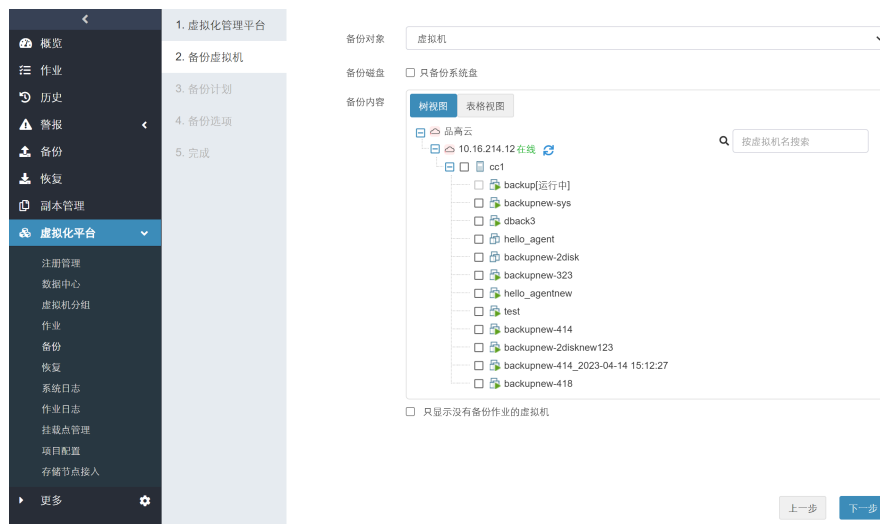 概览
作业
历史
警报
备份
恢复
副本管理
虚拟化平台
注册管理
数据中心
虚拟机分组
作业
备份
恢复
系统日志
作业日志
挂载点管理
项目配置
存储节点接入
更多
1. 虚拟化管理平台
2. 备份虚拟机
3. 备份计划
4. 备份选项
5. 完成
备份对象
虚拟机
备份磁盘
只备份系统盘
备份内容
树视图 表格视图
品高云
10.16.214.12 在线
按虚拟机名搜索
cc1
backup[运行中]
backupnew-sys
dback3
hello_agent
backupnew-2disk
backupnew-323
hello_agentnew
test
backupnew-414
backupnew-2disknew123
backupnew-414_2023-04-14 15:12:27
backupnew-418
只显示没有备份作业的虚拟机
上一步 下一步